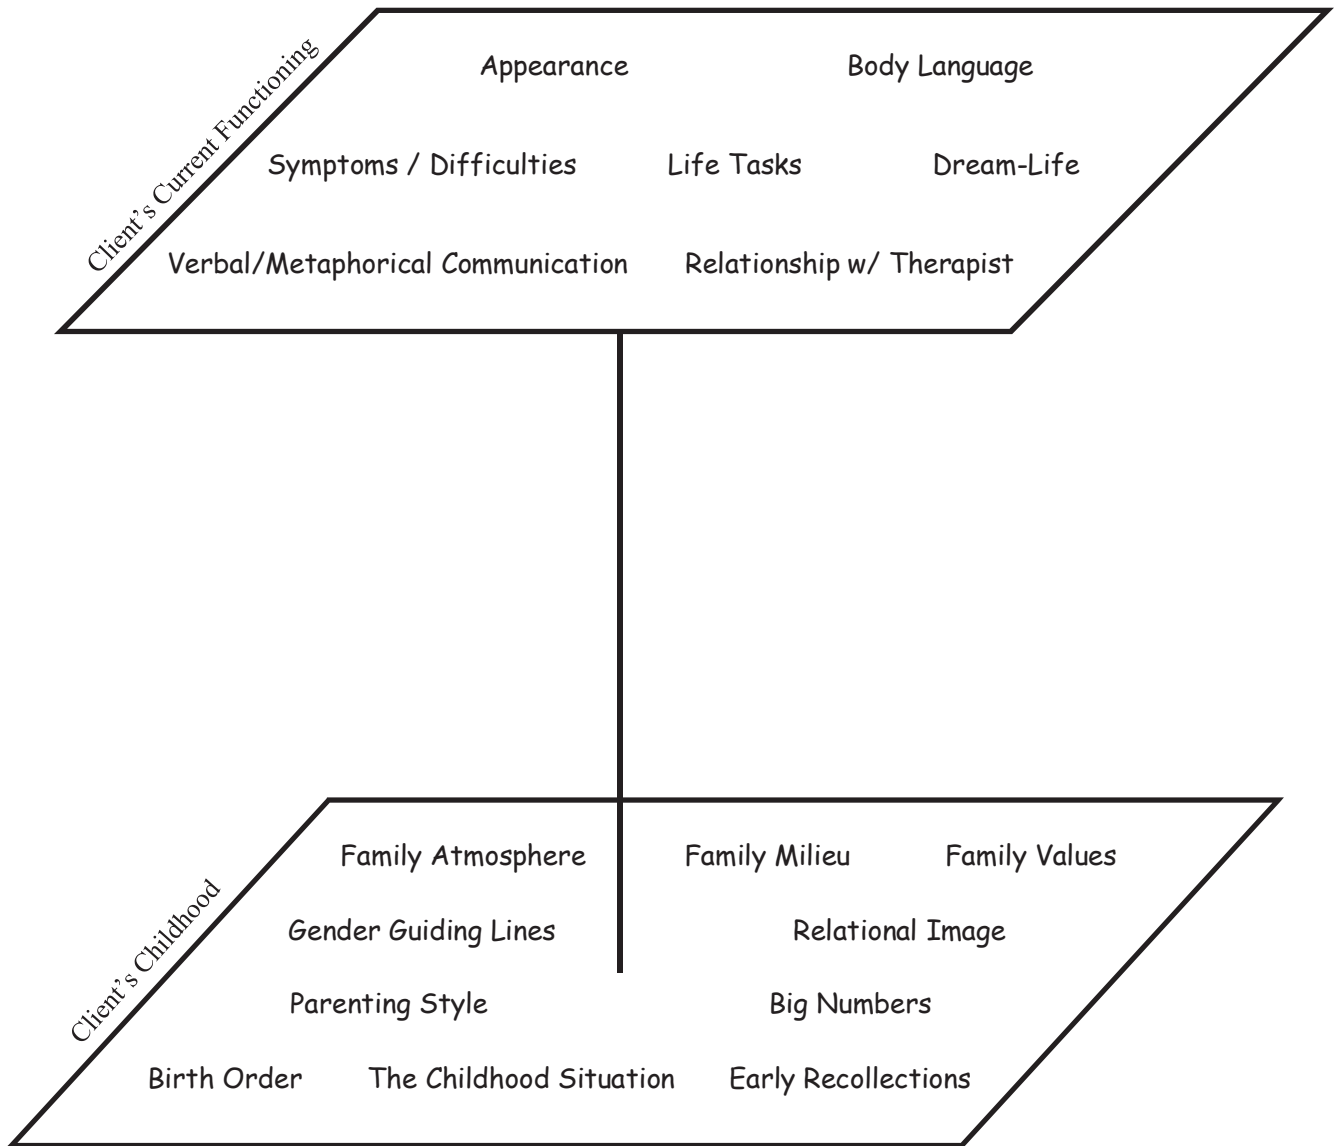 Client's Current Functioning
Appearance Body Language
Symptoms / Difficulties Life Tasks Dream-Life
Verbal/Metaphorical Communication Relationship w/ Therapist
Client's Childhood
Family Atmosphere Family Milieu Family Values
Gender Guiding Lines Relational Image
Parenting Style Big Numbers
Birth Order The Childhood Situation Early Recollections